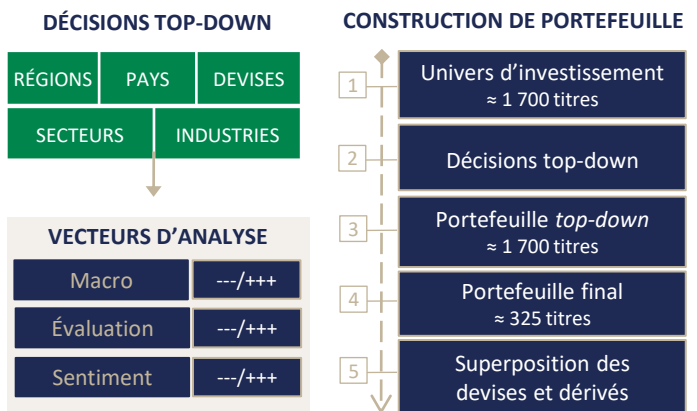 DÉCISIONS TOP-DOWN
RÉGIONS
PAYS
DEVISES
SECTEURS
INDUSTRIES
VECTEURS D’ANALYSE
Macro
---/+++
Évaluation
---/+++
Sentiment
---/+++
CONSTRUCTION DE PORTEFEUILLE
1
Univers d’investissement
≈ 1 700 titres
2
Décisions top-down
3
Portefeuille top-down
≈ 1 700 titres
4
Portefeuille final
≈ 325 titres
5
Superposition des
devises et dérivés